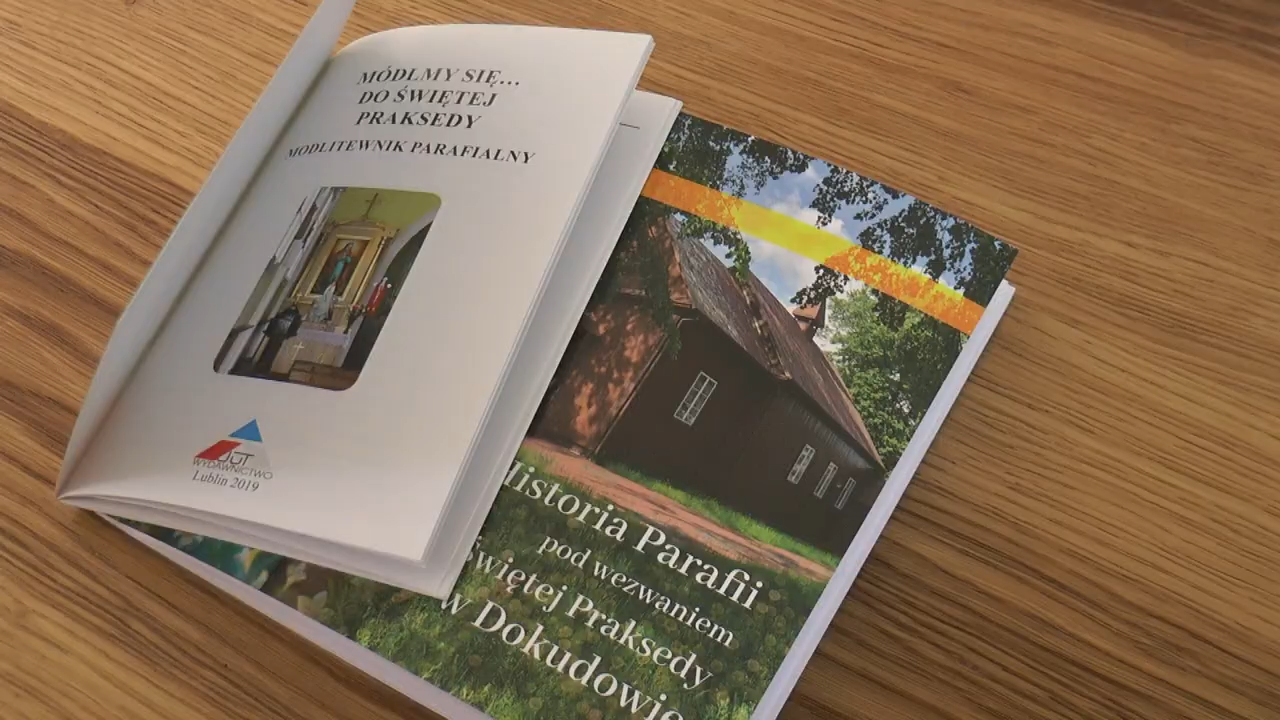 MÓDLMY SIĘ...
DO ŚWIĘTEJ
PRAKSEDY
MODLITEWNIK PARAFIALNY
JUT
WYDAWNICTWO
Lublin 2019
Historia Parafii
pod wezwaniem
Świętej Praksedy
w Dokudowie